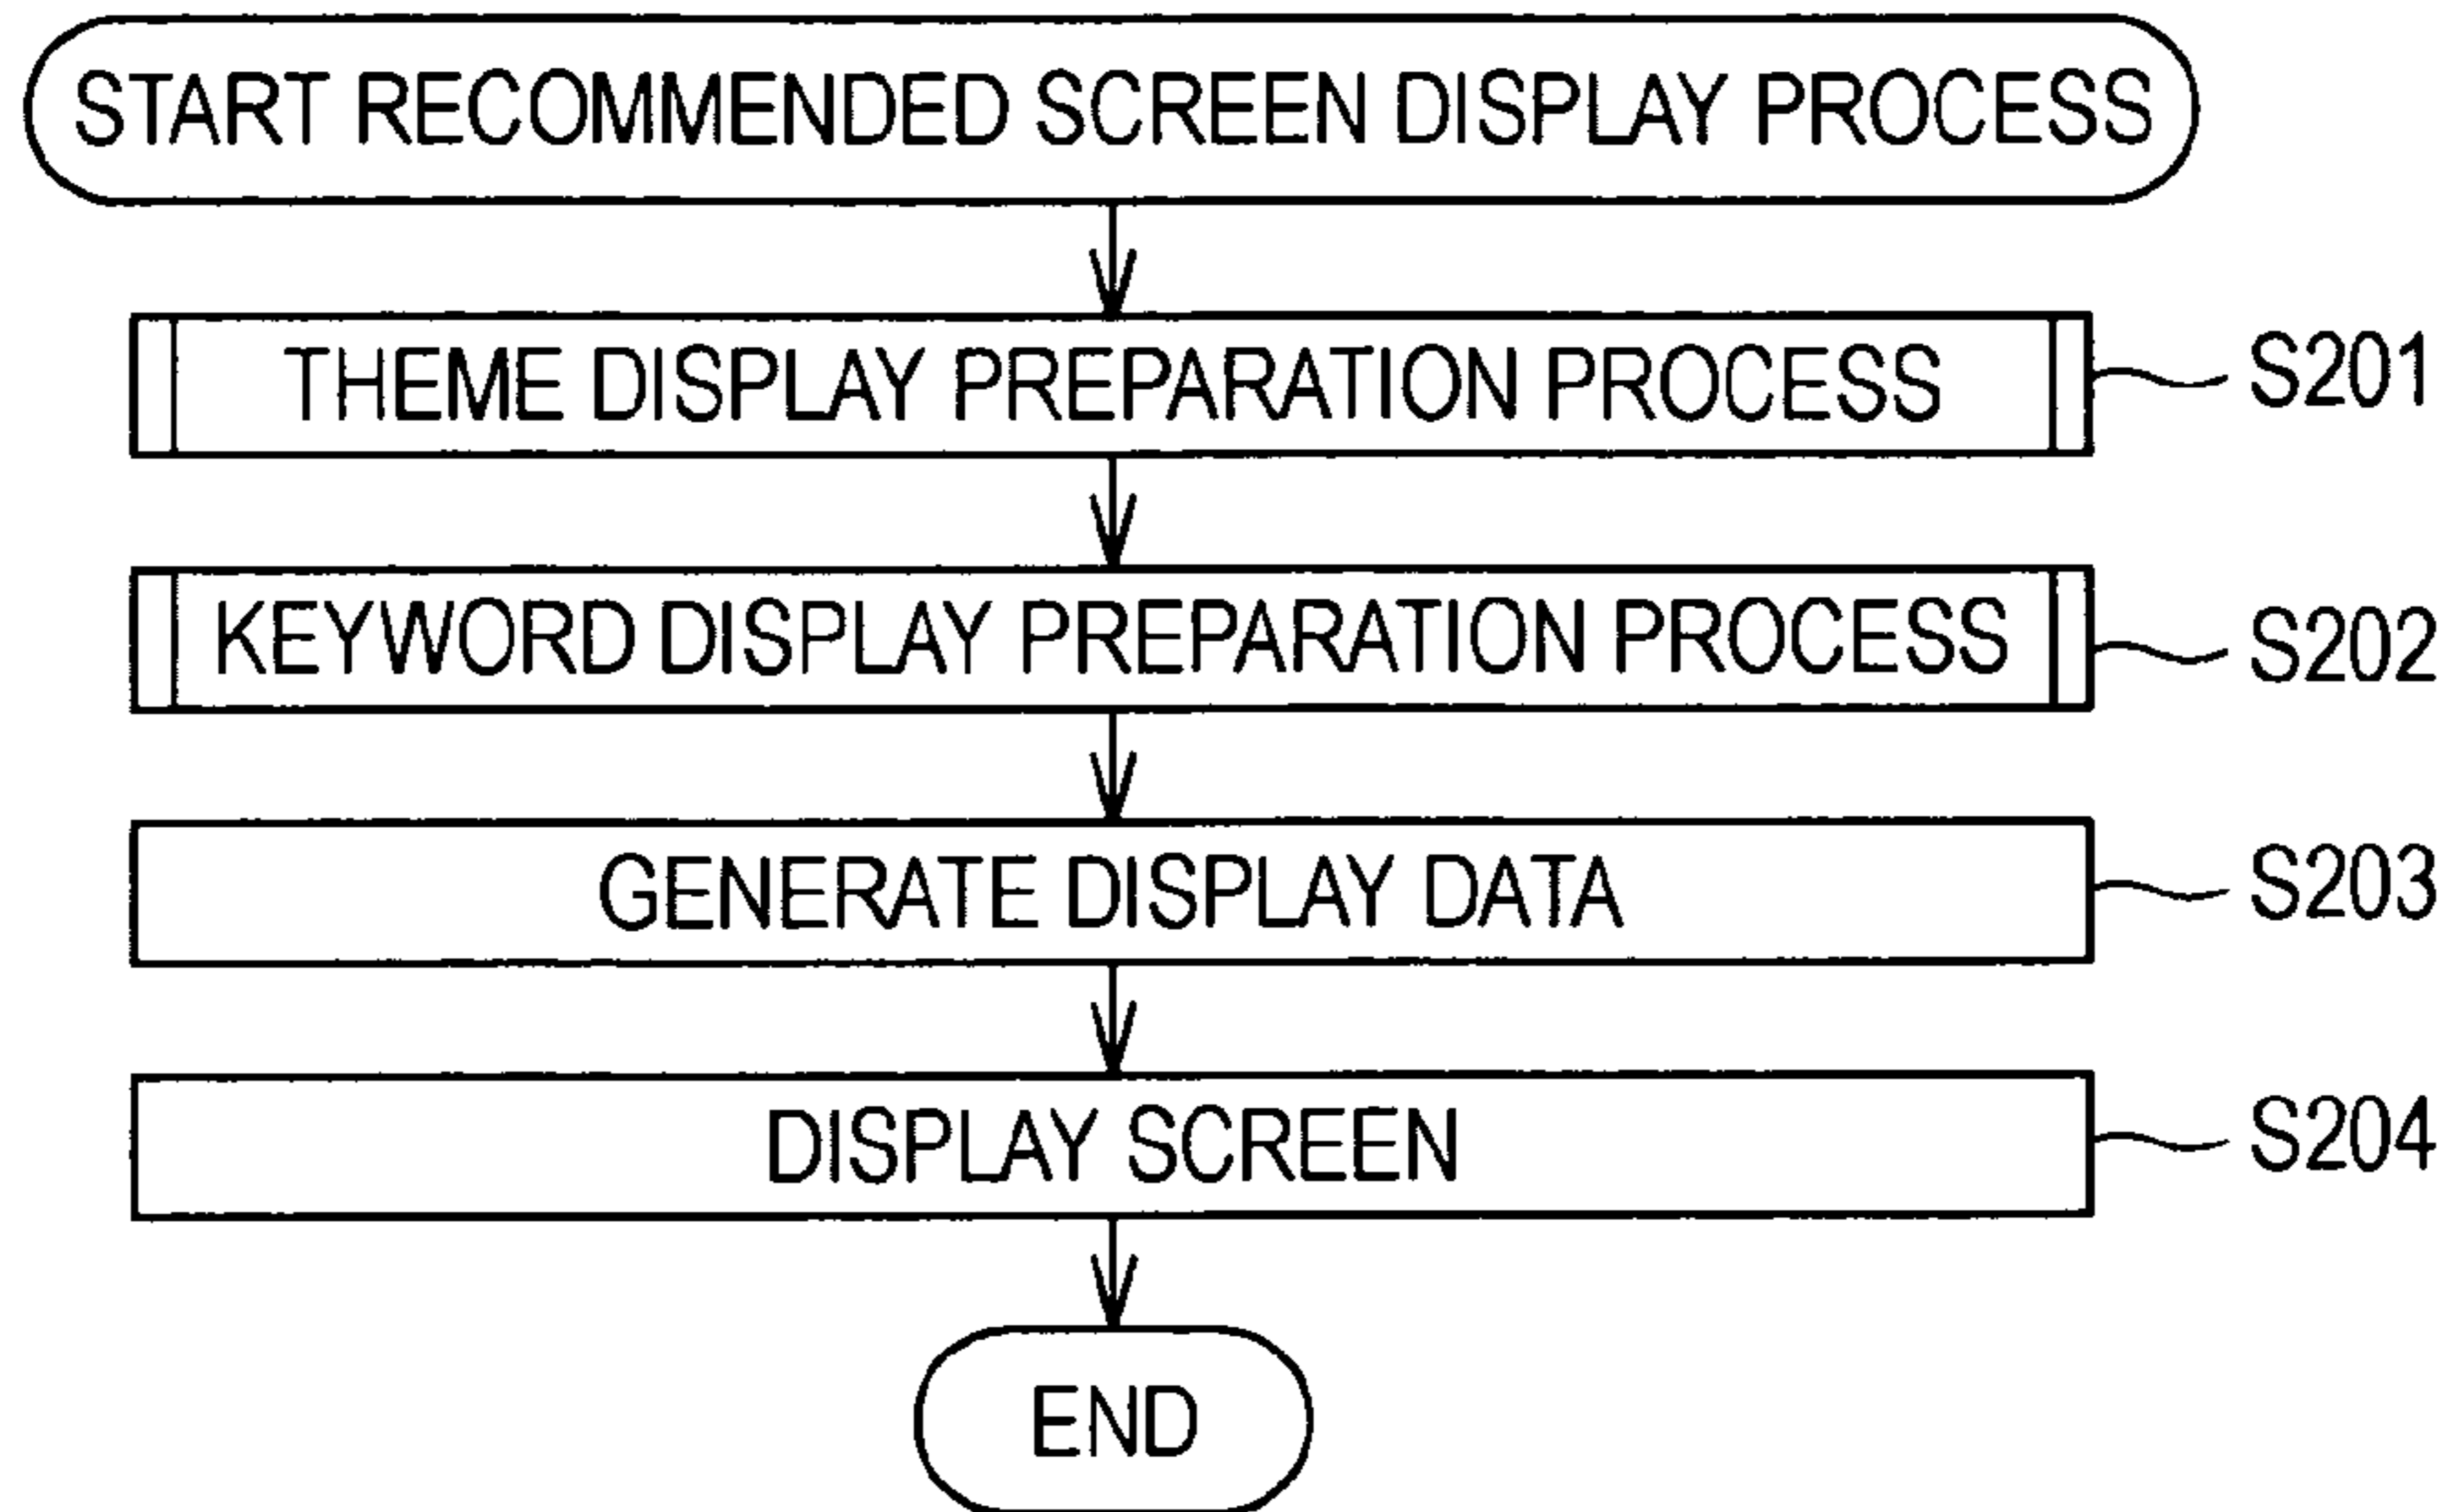 START RECOMMENDED SCREEN DISPLAY PROCESS
THEME DISPLAY PREPARATION PROCESS S201
KEYWORD DISPLAY PREPARATION PROCESS S202
GENERATE DISPLAY DATA S203
DISPLAY SCREEN S204
END